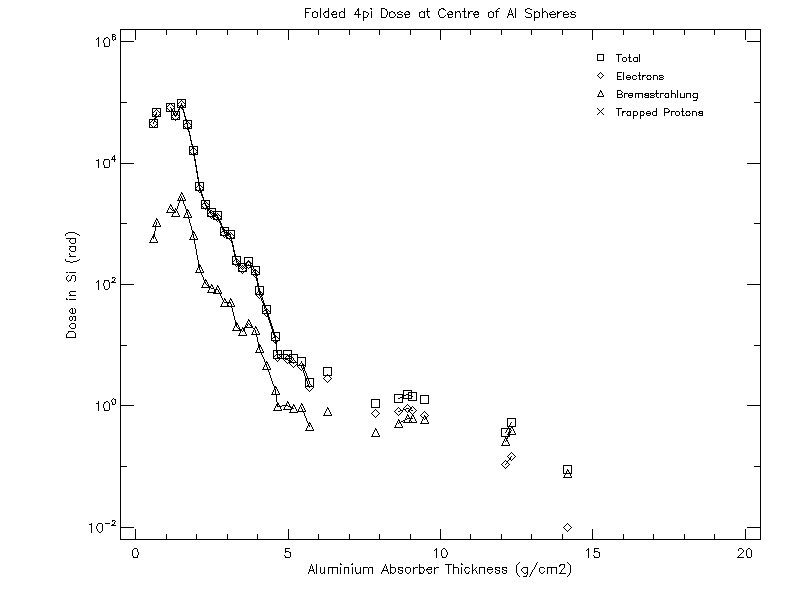 Folded 4pi Dose at Centre of Al Spheres
Total
Electrons
Bremsstrahlung
Trapped Protons
10^6
10^4
10^2
10^0
10^-2
Dose in Si (rad)
0 5 10 15 20
Aluminium Absorber Thickness (g/cm2)